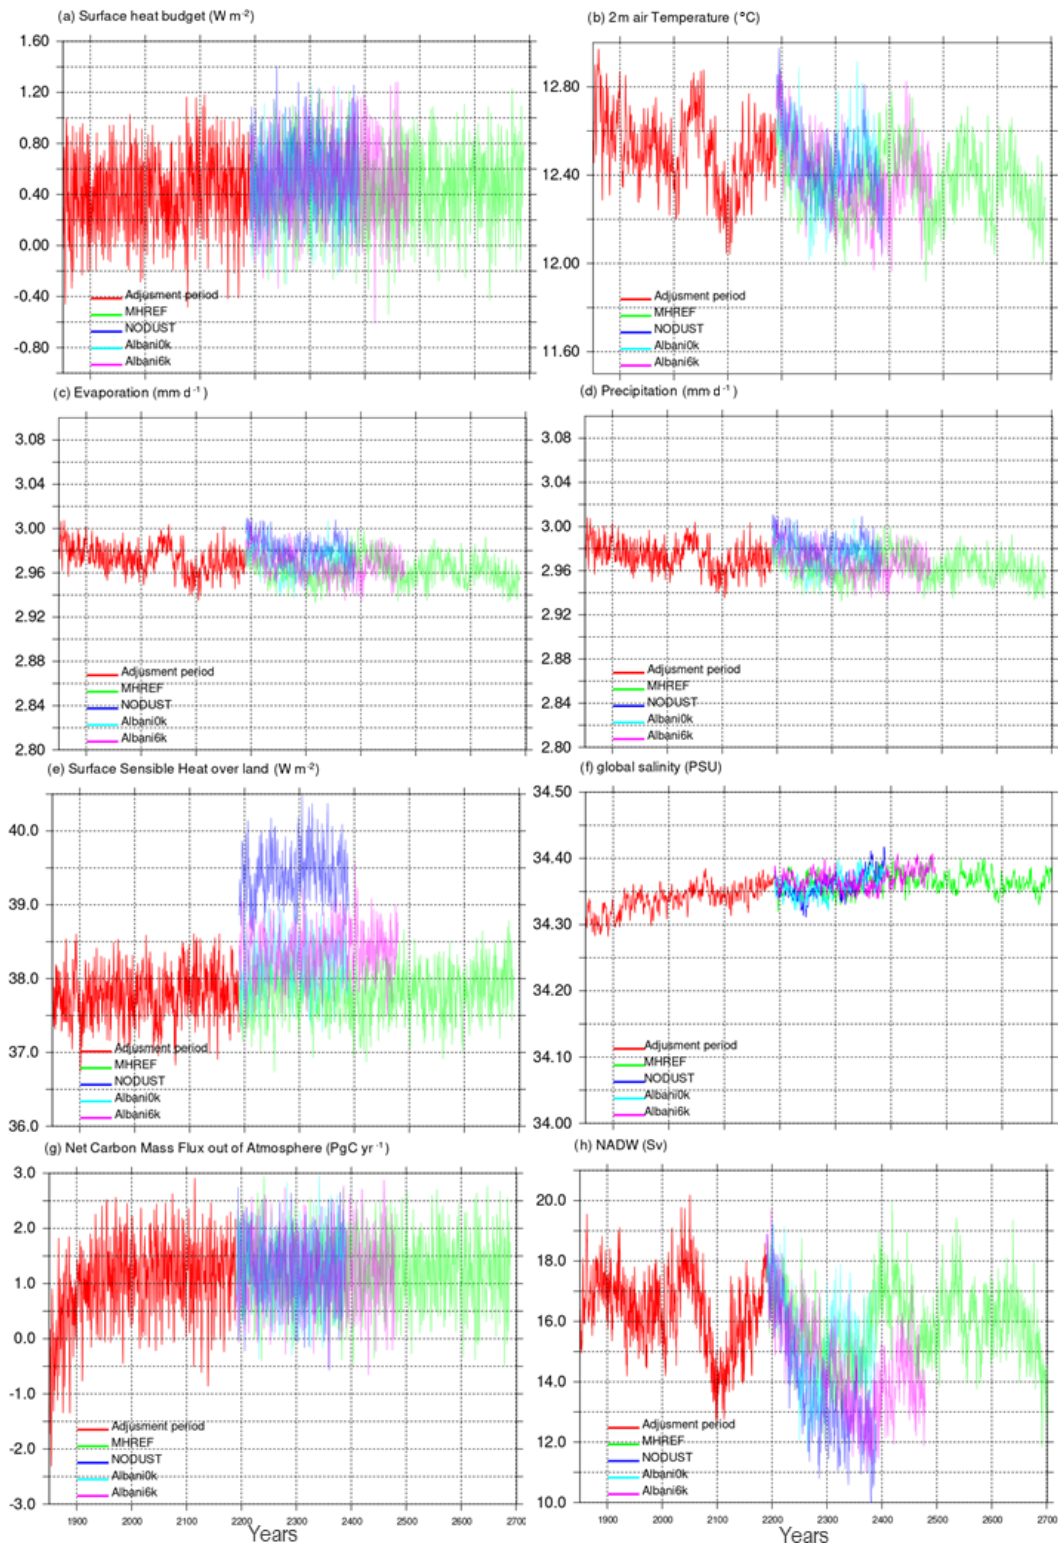 (a) Surface heat budget (W m-2)
1.60
1.20
0.80
0.40
0.00
-0.40
-0.80
Adjusment period
MHREF
NODUST
Albani0k
Albani6k
(b) 2m air Temperature (°C)
12.80
12.40
12.00
11.60
Adjusment period
MHREF
NODUST
Albani0k
Albani6k
(c) Evaporation (mm d-1)
3.08
3.04
3.00
2.96
2.92
2.88
2.84
2.80
Adjusment period
MHREF
NODUST
Albani0k
Albani6k
(d) Precipitation (mm d-1)
3.08
3.04
3.00
2.96
2.92
2.88
2.84
2.80
Adjusment period
MHREF
NODUST
Albani0k
Albani6k
(e) Surface Sensible Heat over land (W m-2)
40.0
39.0
38.0
37.0
36.0
Adjusment period
MHREF
NODUST
Albani0k
Albani6k
(f) global salinity (PSU)
34.50
34.40
34.30
34.20
34.10
34.00
Adjusment period
MHREF
NODUST
Albani0k
Albani6k
(g) Net Carbon Mass Flux out of Atmosphere (PgC yr-1)
3.0
2.0
1.0
0.0
-1.0
-2.0
-3.0
Adjusment period
MHREF
NODUST
Albani0k
Albani6k
1900 2000 2100 2200 2300 2400 2500 2600 2700
Years
(h) NADW (Sv)
20.0
18.0
16.0
14.0
12.0
10.0
Adjusment period
MHREF
NODUST
Albani0k
Albani6k
1900 2000 2100 2200 2300 2400 2500 2600 2700
Years